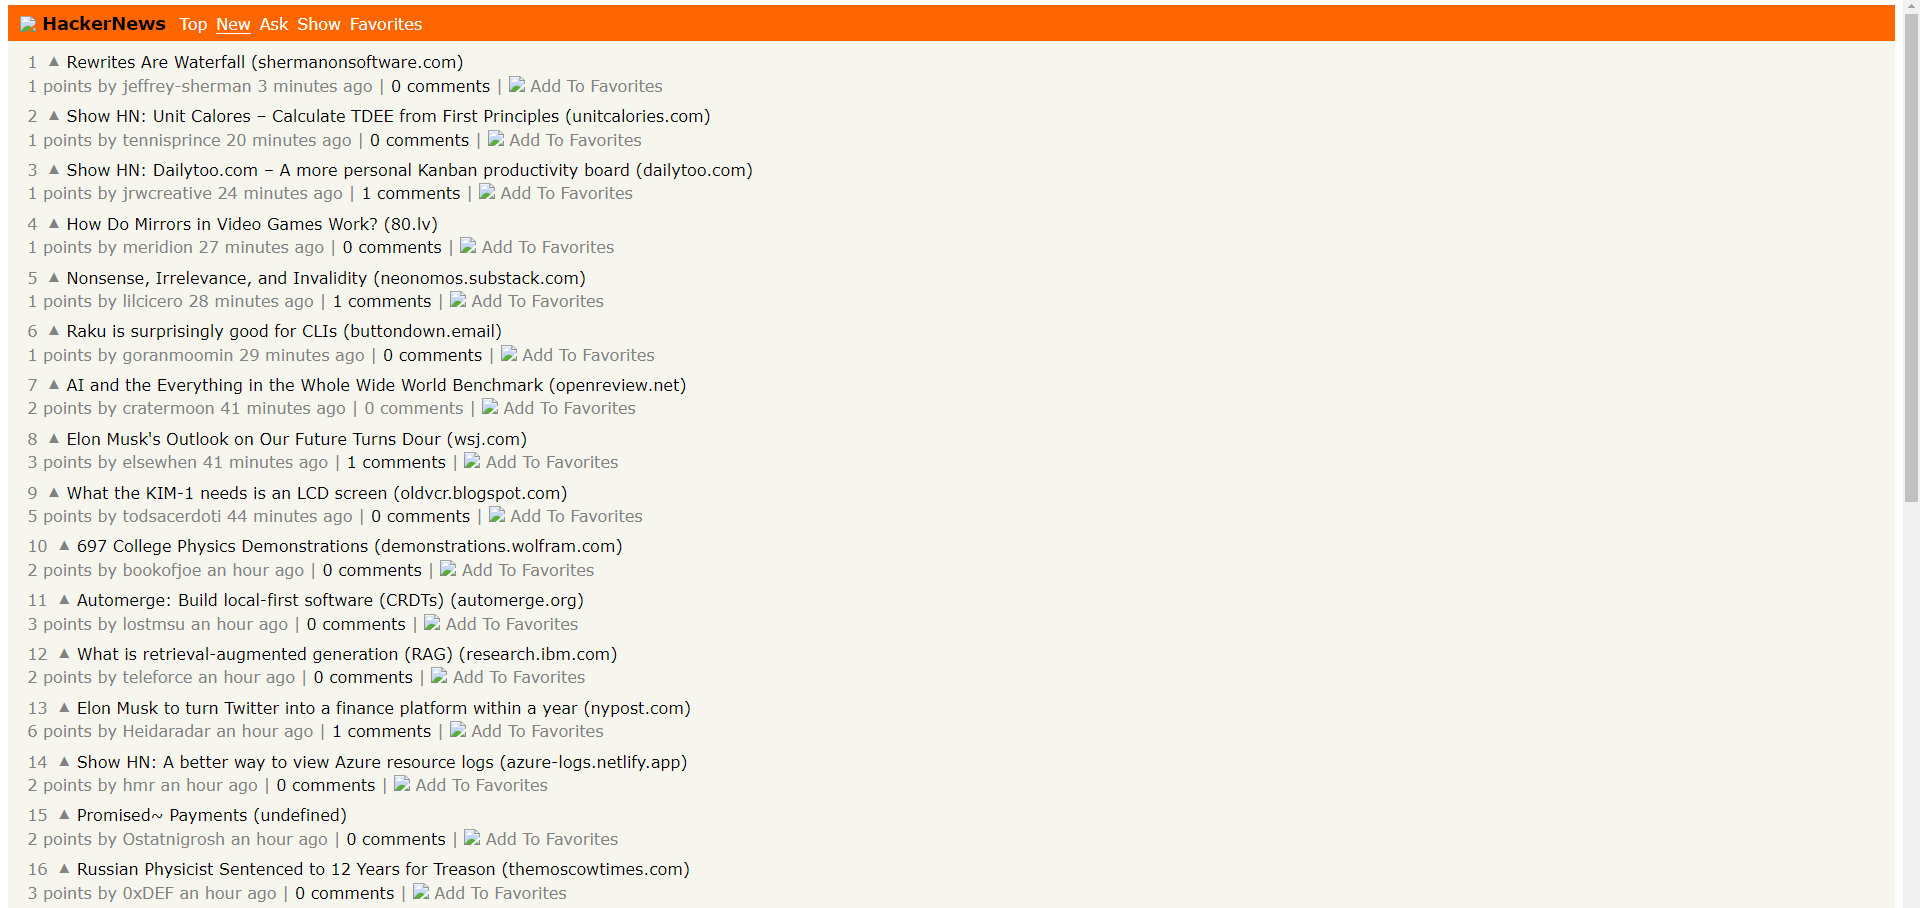 HackerNews Top New Ask Show Favorites
1 ▲ Rewrites Are Waterfall (shermanonsoftware.com)
1 points by jeffrey-sherman 3 minutes ago | 0 comments | Add To Favorites
2 ▲ Show HN: Unit Calores – Calculate TDEE from First Principles (unitcalories.com)
1 points by tennisprince 20 minutes ago | 0 comments | Add To Favorites
3 ▲ Show HN: Dailytoo.com – A more personal Kanban productivity board (dailytoo.com)
1 points by jrwcreative 24 minutes ago | 1 comments | Add To Favorites
4 ▲ How Do Mirrors in Video Games Work? (80.lv)
1 points by meridion 27 minutes ago | 0 comments | Add To Favorites
5 ▲ Nonsense, Irrelevance, and Invalidity (neonomos.substack.com)
1 points by lilcicero 28 minutes ago | 1 comments | Add To Favorites
6 ▲ Raku is surprisingly good for CLIs (buttondown.email)
1 points by goranmoomin 29 minutes ago | 0 comments | Add To Favorites
7 ▲ AI and the Everything in the Whole Wide World Benchmark (openreview.net)
2 points by cratermoon 41 minutes ago | 0 comments | Add To Favorites
8 ▲ Elon Musk's Outlook on Our Future Turns Dour (wsj.com)
3 points by elsewhen 41 minutes ago | 1 comments | Add To Favorites
9 ▲ What the KIM-1 needs is an LCD screen (oldvcr.blogspot.com)
5 points by todsacerdoti 44 minutes ago | 0 comments | Add To Favorites
10 ▲ 697 College Physics Demonstrations (demonstrations.wolfram.com)
2 points by bookofjoe an hour ago | 0 comments | Add To Favorites
11 ▲ Automerge: Build local-first software (CRDTs) (automerge.org)
3 points by lostmsu an hour ago | 0 comments | Add To Favorites
12 ▲ What is retrieval-augmented generation (RAG) (research.ibm.com)
2 points by teleforce an hour ago | 0 comments | Add To Favorites
13 ▲ Elon Musk to turn Twitter into a finance platform within a year (nypost.com)
6 points by Heidaradar an hour ago | 1 comments | Add To Favorites
14 ▲ Show HN: A better way to view Azure resource logs (azure-logs.netlify.app)
2 points by hmr an hour ago | 0 comments | Add To Favorites
15 ▲ Promised~ Payments (undefined)
2 points by Ostatnigrosh an hour ago | 0 comments | Add To Favorites
16 ▲ Russian Physicist Sentenced to 12 Years for Treason (themoscowtimes.com)
3 points by 0xDEF an hour ago | 0 comments | Add To Favorites